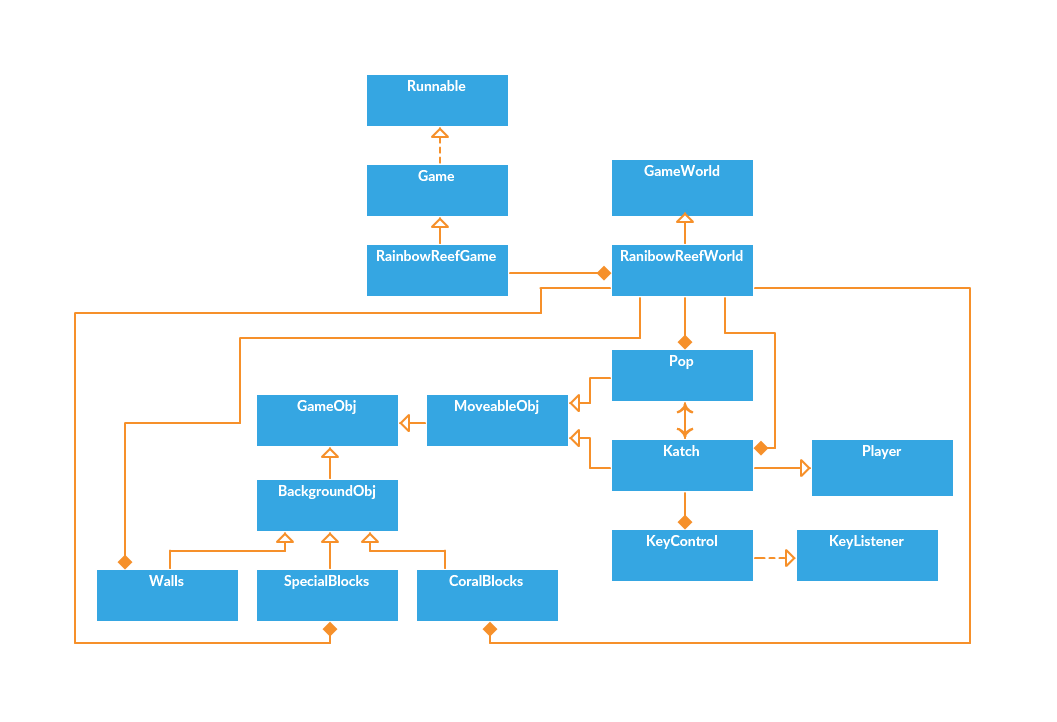 Runnable
Game
GameWorld
RainbowReefGame
RanibowReefWorld
Pop
GameObj
MoveableObj
Katch
Player
BackgroundObj
KeyControl
KeyListener
Walls
SpecialBlocks
CoralBlocks